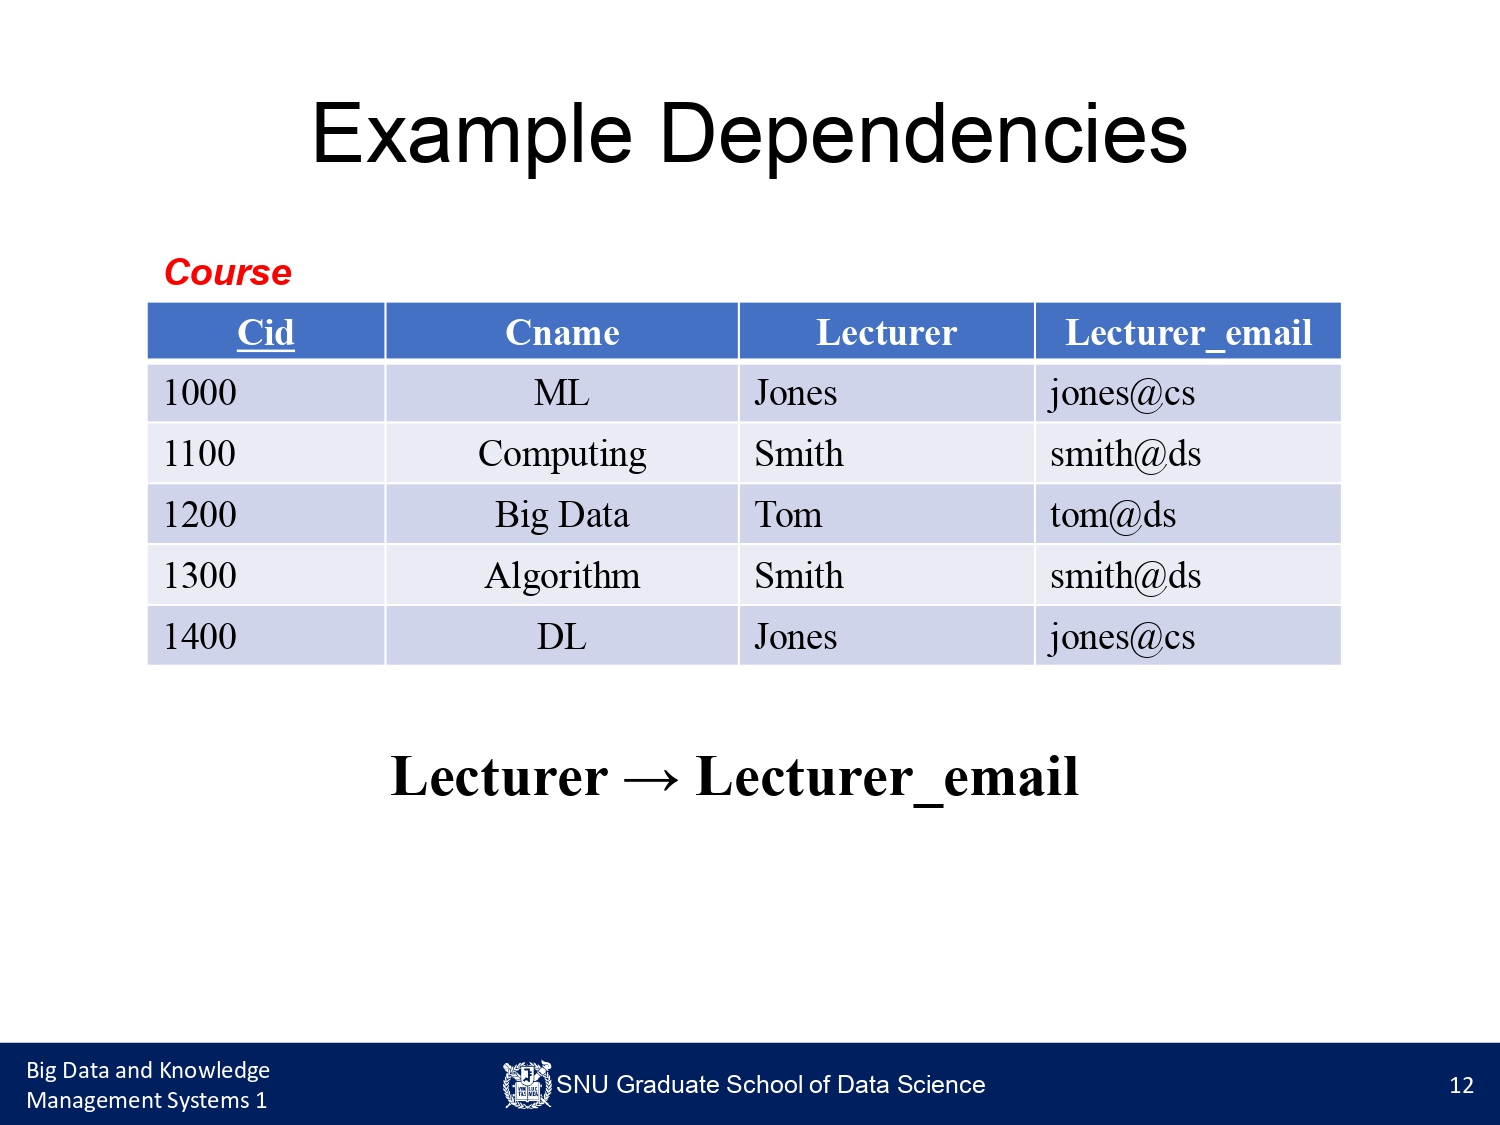 Example Dependencies
Course
Cid Cname Lecturer Lecturer_email
1000 ML Jones jones@cs
1100 Computing Smith smith@ds
1200 Big Data Tom tom@ds
1300 Algorithm Smith smith@ds
1400 DL Jones jones@cs
Lecturer → Lecturer_email
Big Data and Knowledge
Management Systems 1
SNU Graduate School of Data Science
12